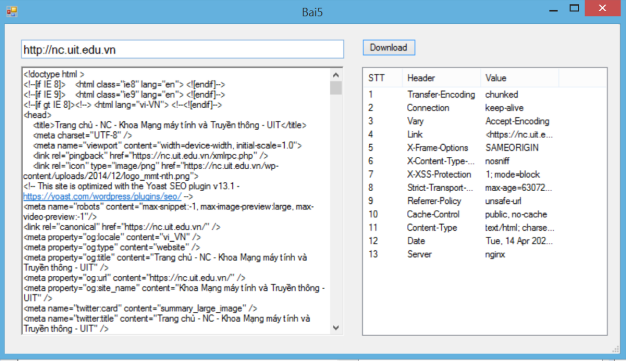 Bai5
http://nc.uit.edu.vn
Download
<!doctype html >
<!--[if IE 8]>    <html class="ie8" lang="en"> <![endif]-->
<!--[if IE 9]>    <html class="ie9" lang="en"> <![endif]-->
<!--[if gt IE 8]><!--> <html lang="vi-VN"> <!--<![endif]-->
<head>
<title>Trang chủ - NC - Khoa Mạng máy tính và Truyền thông - UIT</title>
<meta charset="UTF-8" />
<meta name="viewport" content="width=device-width, initial-scale=1.0">
<link rel="pingback" href="https://nc.uit.edu.vn/xmlrpc.php" />
<link rel="icon" type="image/png" href="https://nc.uit.edu.vn/wp-
content/uploads/2014/12/logo_mmt-nth.png">
<!-- This site is optimized with the Yoast SEO plugin v13.1 -
https://yoast.com/wordpress/plugins/seo/ -->
<meta name="robots" content="max-snippet:-1, max-image-preview:large, max-
video-preview:-1"/>
<link rel="canonical" href="https://nc.uit.edu.vn/" />
<meta property="og:locale" content="vi_VN" />
<meta property="og:type" content="website" />
<meta property="og:title" content="Trang chủ - NC - Khoa Mạng máy tính và
Truyền thông - UIT" />
<meta property="og:url" content="https://nc.uit.edu.vn/" />
<meta property="og:site_name" content="Khoa Mạng máy tính và Truyền thông -
UIT" />
<meta name="twitter:card" content="summary_large_image" />
<meta name="twitter:title" content="Trang chủ - NC - Khoa Mạng máy tính và
Truyền thông - UIT" />
STT Header Value
1 Transfer-Encoding chunked
2 Connection keep-alive
3 Vary Accept-Encoding
4 Link <https://nc.uit.e...
5 X-Frame-Options SAMEORIGIN
6 X-Content-Type-... nosniff
7 X-XSS-Protection 1; mode=block
8 Strict-Transport-... max-age=63072...
9 Referrer-Policy unsafe-url
10 Cache-Control public, no-cache
11 Content-Type text/html; charse...
12 Date Tue, 14 Apr 202...
13 Server nginx